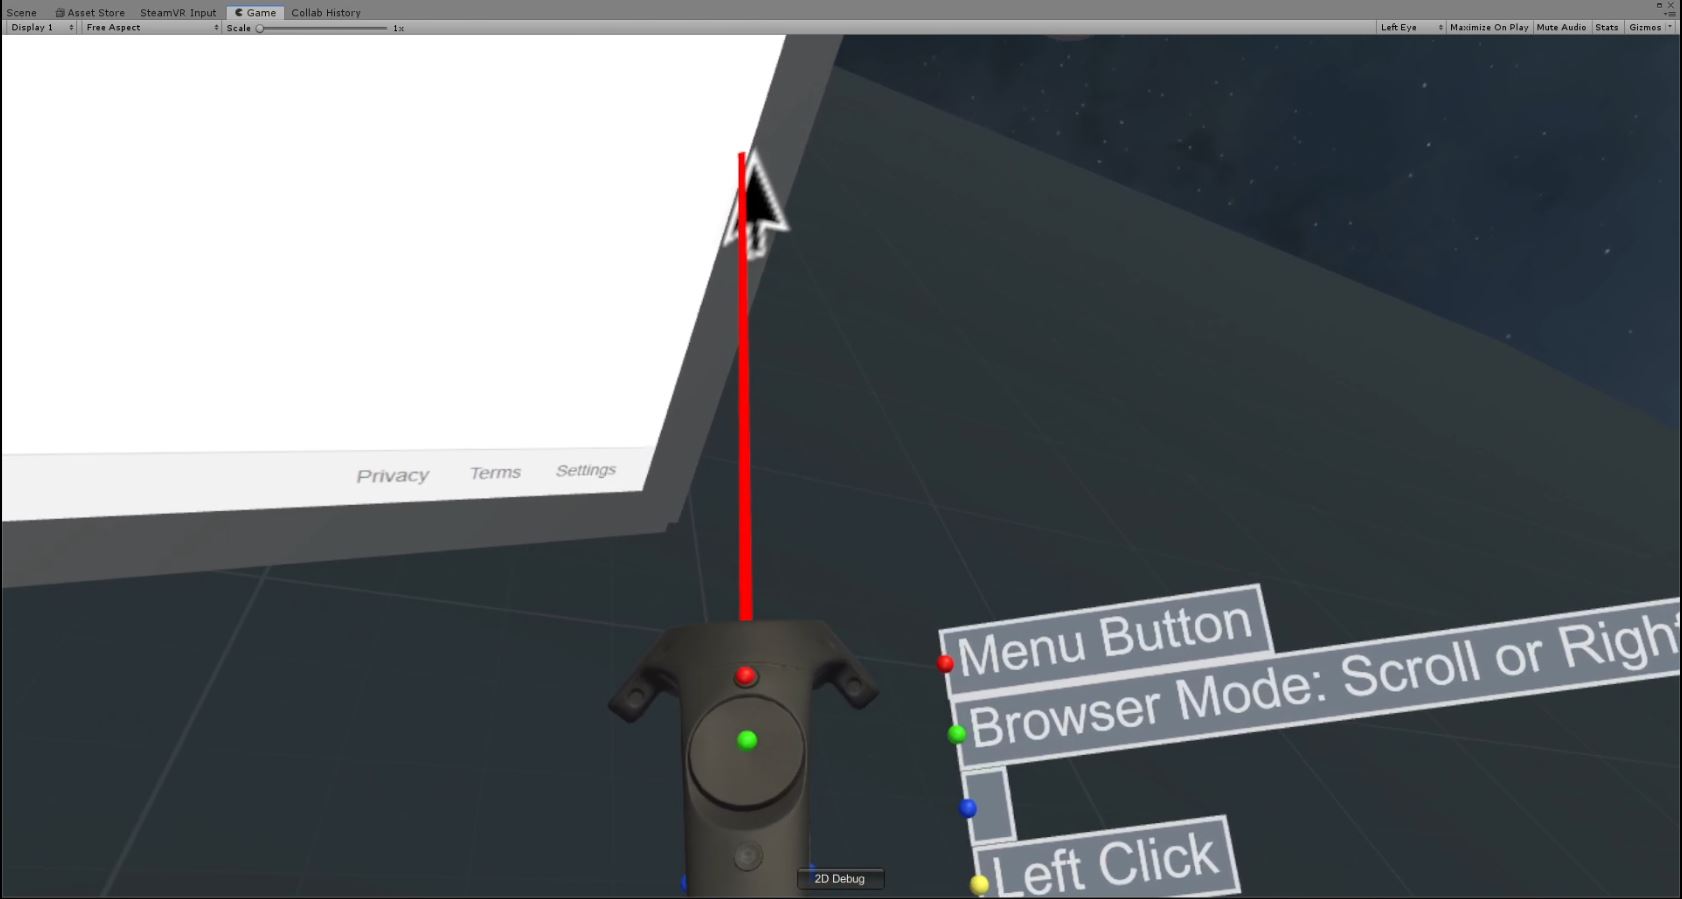 Scene Asset Store SteamVR Input Game Collab History
Display 1 Free Aspect Scale 1x Left Eye Maximize On Play Mute Audio Stats Gizmos
Privacy Terms Settings
Menu Button
Browser Mode: Scroll or Right
Left Click
2D Debug